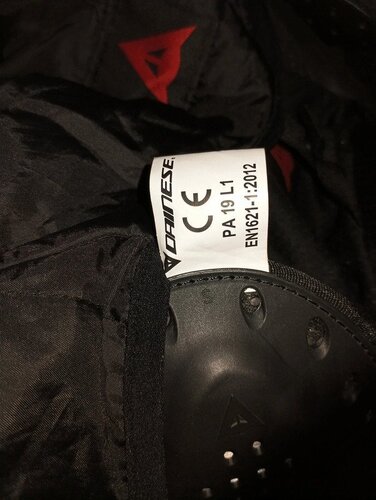 DAINESE
CE
PA 19 L1
EN1621-1:2012